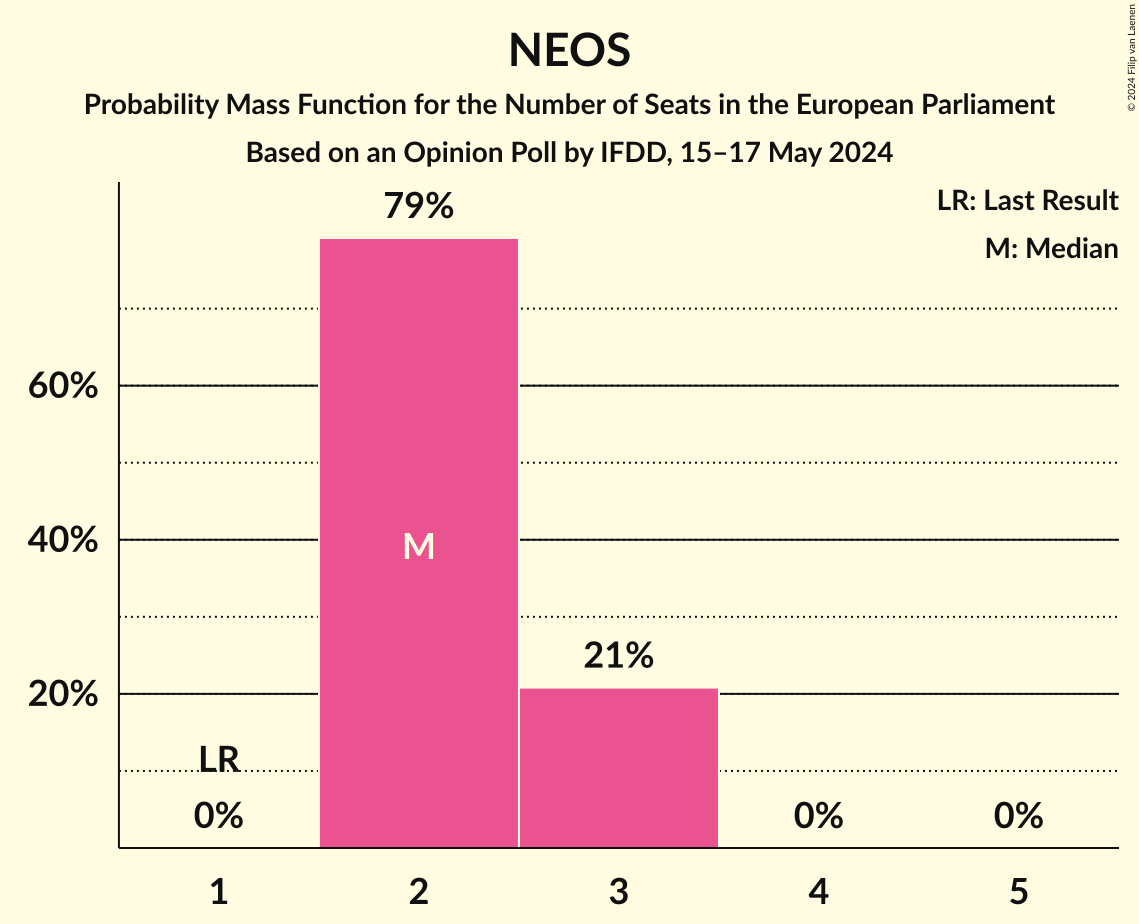 NEOS
Probability Mass Function for the Number of Seats in the European Parliament
Based on an Opinion Poll by IFDD, 15–17 May 2024
© 2024 Filip van Laenen
LR: Last Result
M: Median
79%
60%
40%
M
21%
20%
LR
0%
0%
0%
1
2
3
4
5